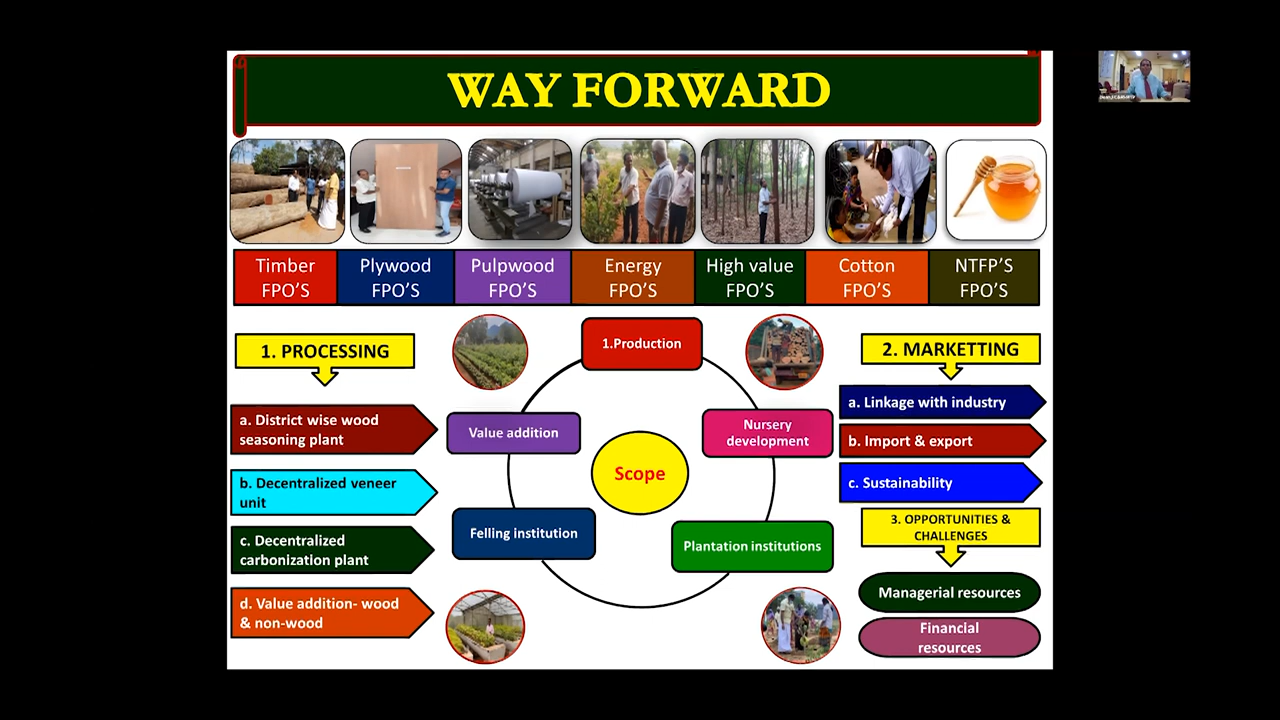 WAY FORWARD
Timber
FPO'S
Plywood
FPO'S
Pulpwood
FPO'S
Energy
FPO'S
High value
FPO'S
Cotton
FPO'S
NTFP'S
FPO'S
1. PROCESSING
a. District wise wood
seasoning plant
b. Decentralized veneer
unit
c. Decentralized
carbonization plant
d. Value addition- wood
& non-wood
1.Production
Value addition
Nursery
development
Scope
Felling institution
Plantation institutions
2. MARKETTING
a. Linkage with industry
b. Import & export
c. Sustainability
3. OPPORTUNITIES &
CHALLENGES
Managerial resources
Financial
resources